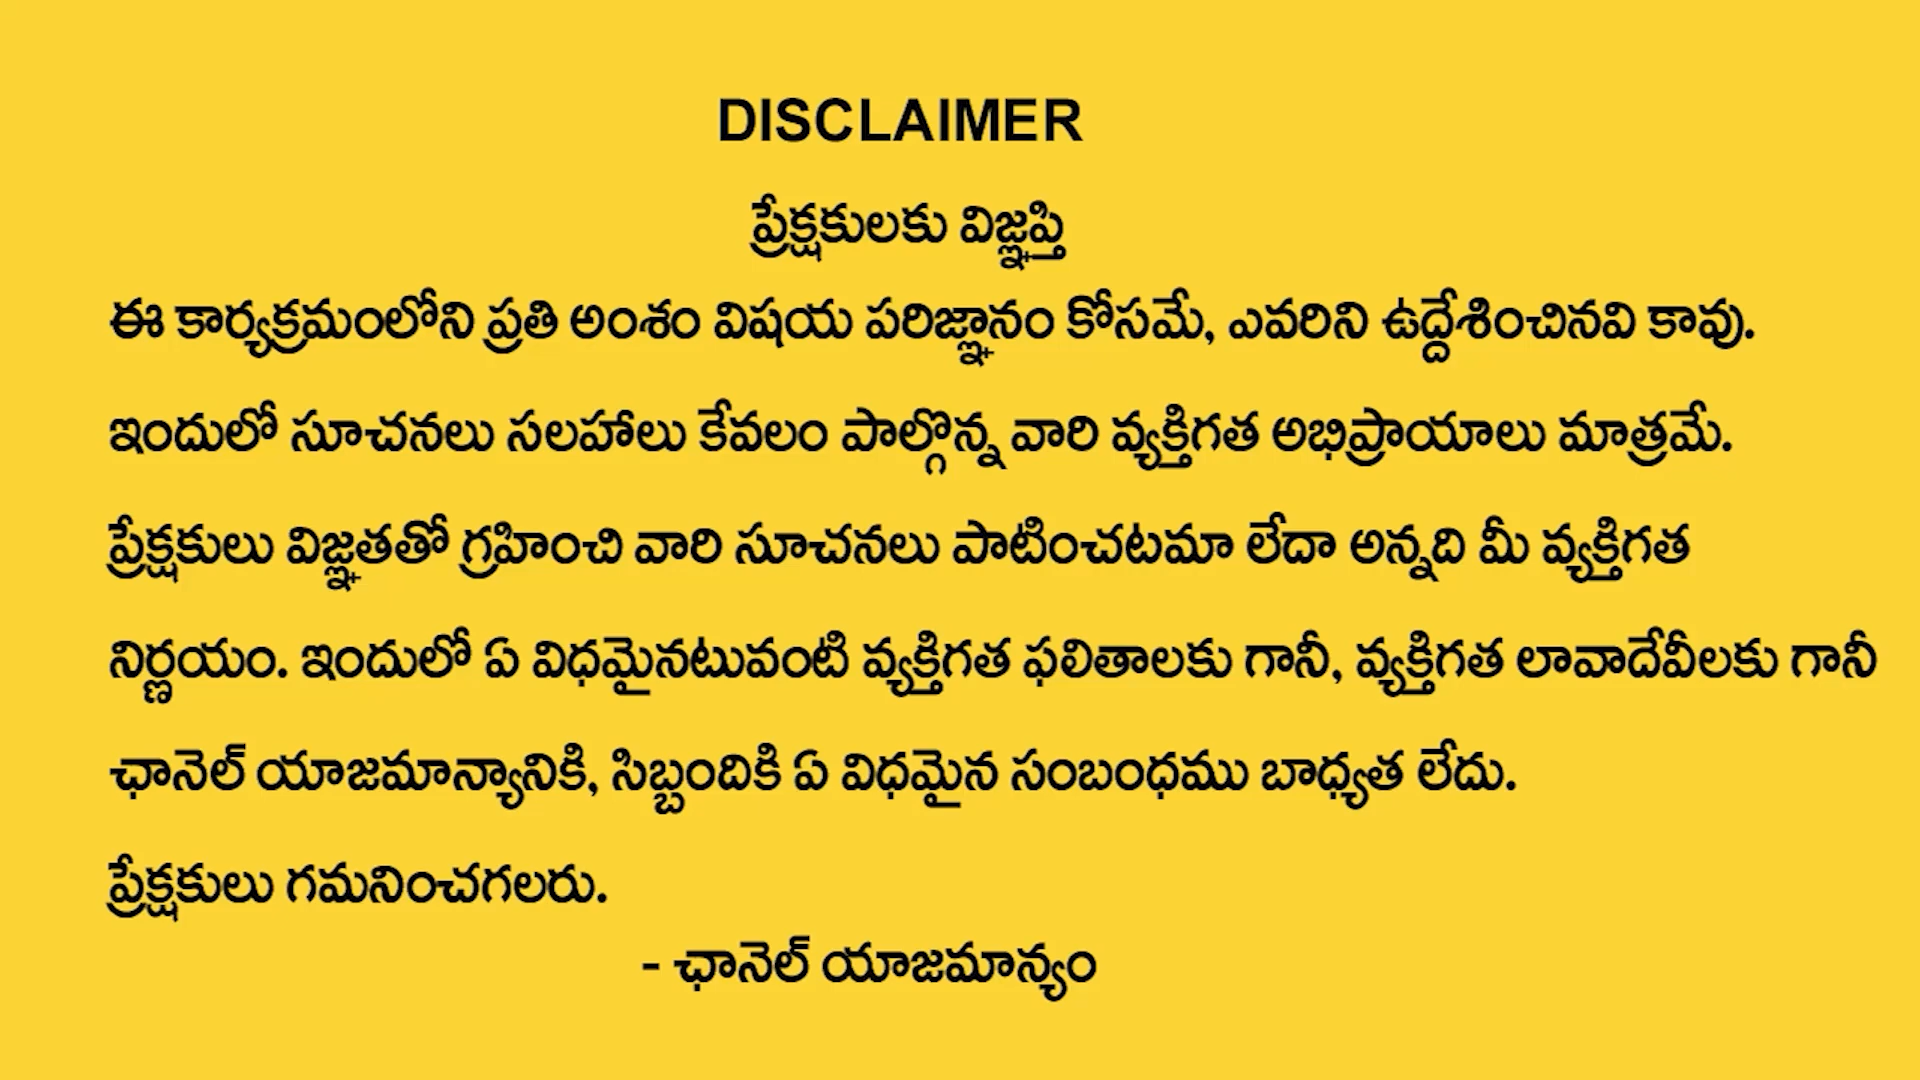 DISCLAIMER
ప్రేక్షకులకు విజ్ఞప్తి
ఈ కార్యక్రమంలోని ప్రతి అంశం విషయ పరిజ్ఞానం కోసమే, ఎవరిని ఉద్దేశించినవి కావు.
ఇందులో సూచనలు సలహాలు కేవలం పాల్గొన్న వారి వ్యక్తిగత అభిప్రాయాలు మాత్రమే.
ప్రేక్షకులు విజ్ఞతతో గ్రహించి వారి సూచనలు పాటించటమా లేదా అన్నది మీ వ్యక్తిగత
నిర్ణయం. ఇందులో ఏ విధమైనటువంటి వ్యక్తిగత ఫలితాలకు గానీ, వ్యక్తిగత లావాదేవీలకు గానీ
ఛానెల్ యాజమాన్యానికి, సిబ్బందికి ఏ విధమైన సంబంధము బాధ్యత లేదు.
ప్రేక్షకులు గమనించగలరు.
- ఛానెల్ యాజమాన్యం